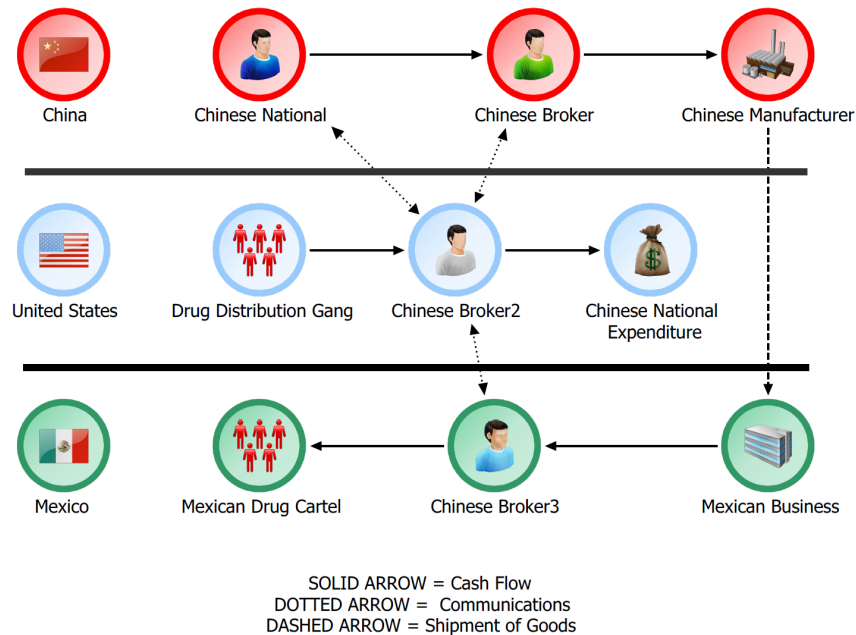 China
Chinese National
Chinese Broker
Chinese Manufacturer
United States
Drug Distribution Gang
Chinese Broker2
Chinese National
Expenditure
Mexico
Mexican Drug Cartel
Chinese Broker3
Mexican Business
SOLID ARROW = Cash Flow
DOTTED ARROW =  Communications
DASHED ARROW = Shipment of Goods